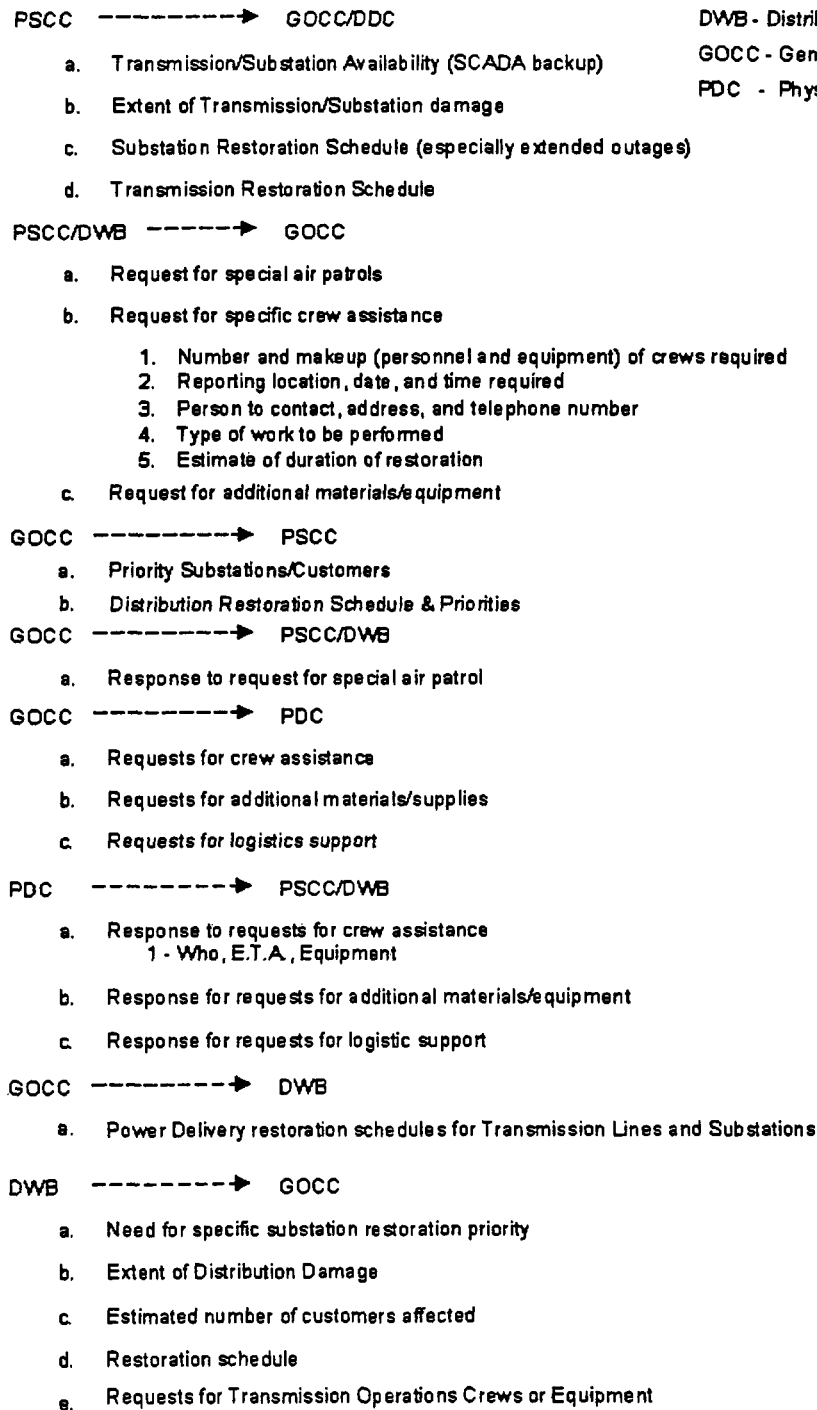 PSCC ----------> GOCC/DDC
a. Transmission/Substation Availability (SCADA backup)
b. Extent of Transmission/Substation damage
c. Substation Restoration Schedule (especially extended outages)
d. Transmission Restoration Schedule
DWB - Distri
GOCC - Gen
PDC - Phys
PSCC/DWB ------> GOCC
a. Request for special air patrols
b. Request for specific crew assistance
1. Number and makeup (personnel and equipment) of crews required
2. Reporting location, date, and time required
3. Person to contact, address, and telephone number
4. Type of work to be performed
5. Estimate of duration of restoration
c. Request for additional materials/equipment
GOCC ----------> PSCC
a. Priority Substations/Customers
b. Distribution Restoration Schedule & Priorities
GOCC ----------> PSCC/DWB
a. Response to request for special air patrol
GOCC ----------> PDC
a. Requests for crew assistance
b. Requests for additional materials/supplies
c. Requests for logistics support
PDC ----------> PSCC/DWB
a. Response to requests for crew assistance
1 - Who, E.T.A., Equipment
b. Response for requests for additional materials/equipment
c. Response for requests for logistic support
GOCC ----------> DWB
a. Power Delivery restoration schedules for Transmission Lines and Substations
DWB ----------> GOCC
a. Need for specific substation restoration priority
b. Extent of Distribution Damage
c. Estimated number of customers affected
d. Restoration schedule
e. Requests for Transmission Operations Crews or Equipment